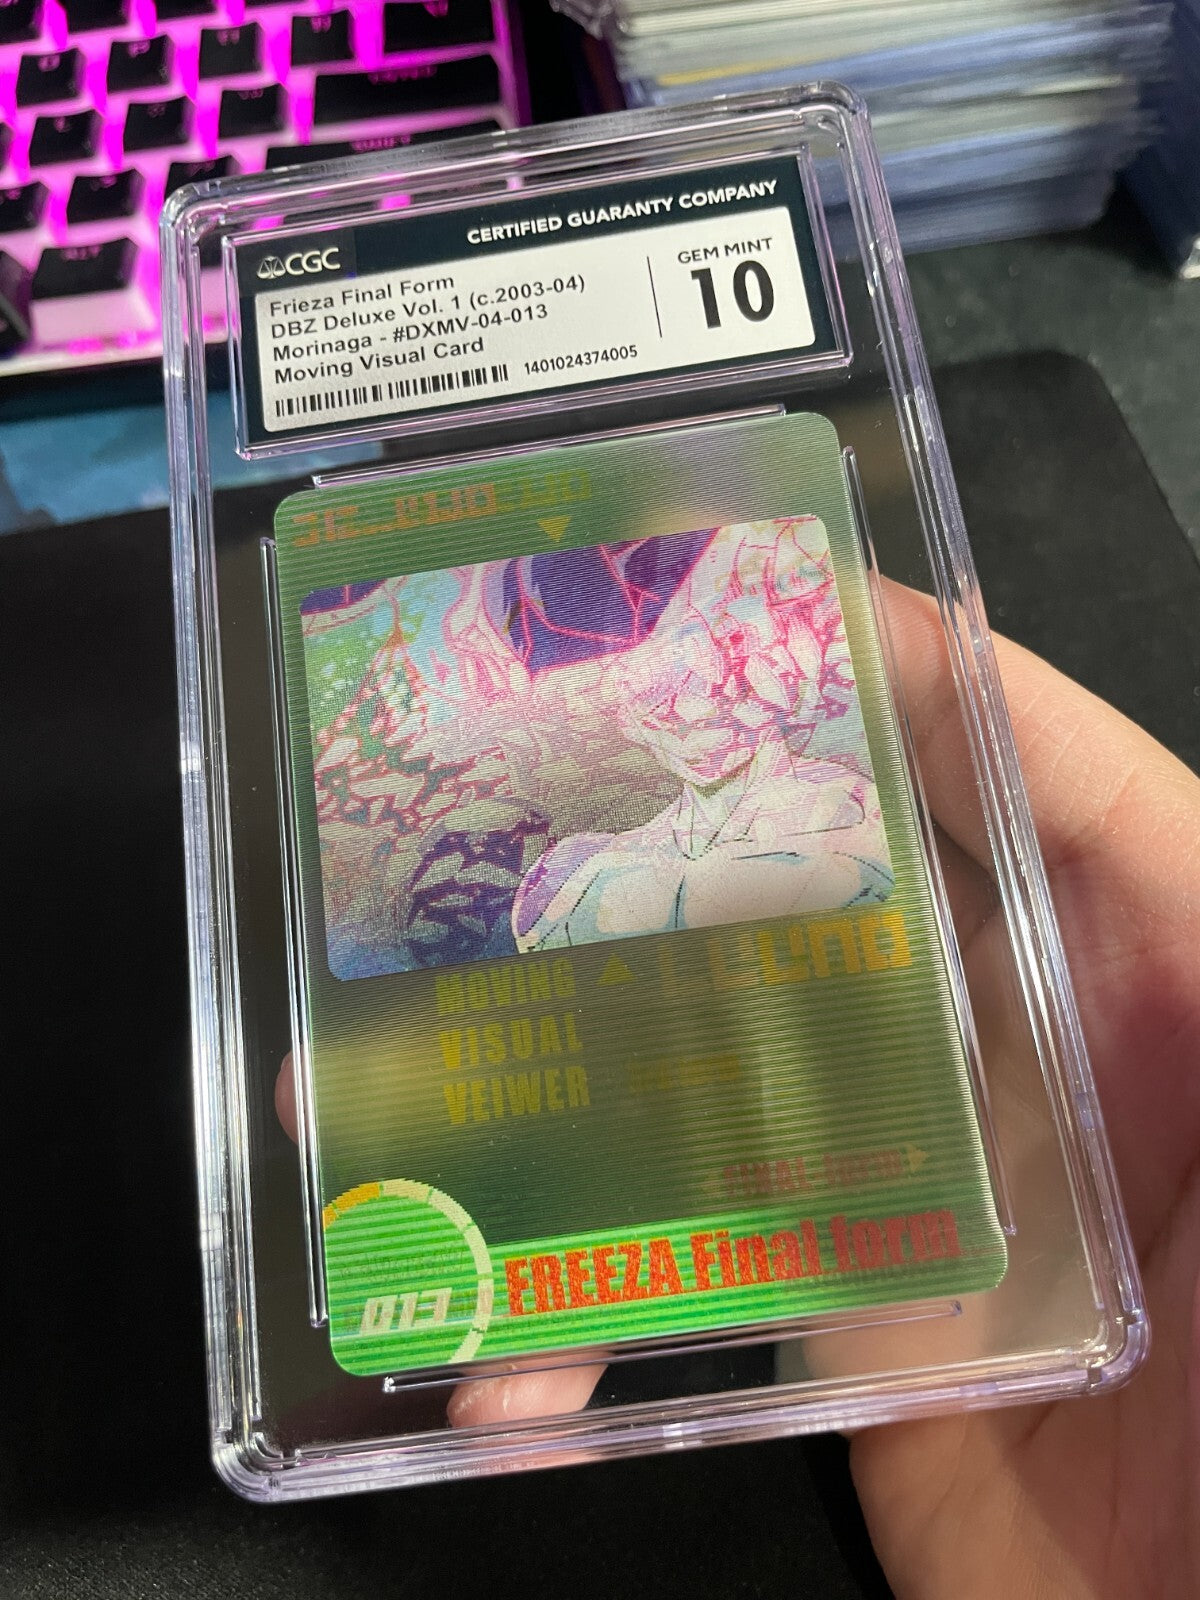 CGC
CERTIFIED GUARANTY COMPANY
Frieza Final Form
DBZ Deluxe Vol. 1 (c.2003-04)
Morinaga - #DXMV-04-013
Moving Visual Card
1401024374005
GEM MINT
10
MOVING
VISUAL
VEIWER
FINAL form
013
FREEZA Final form